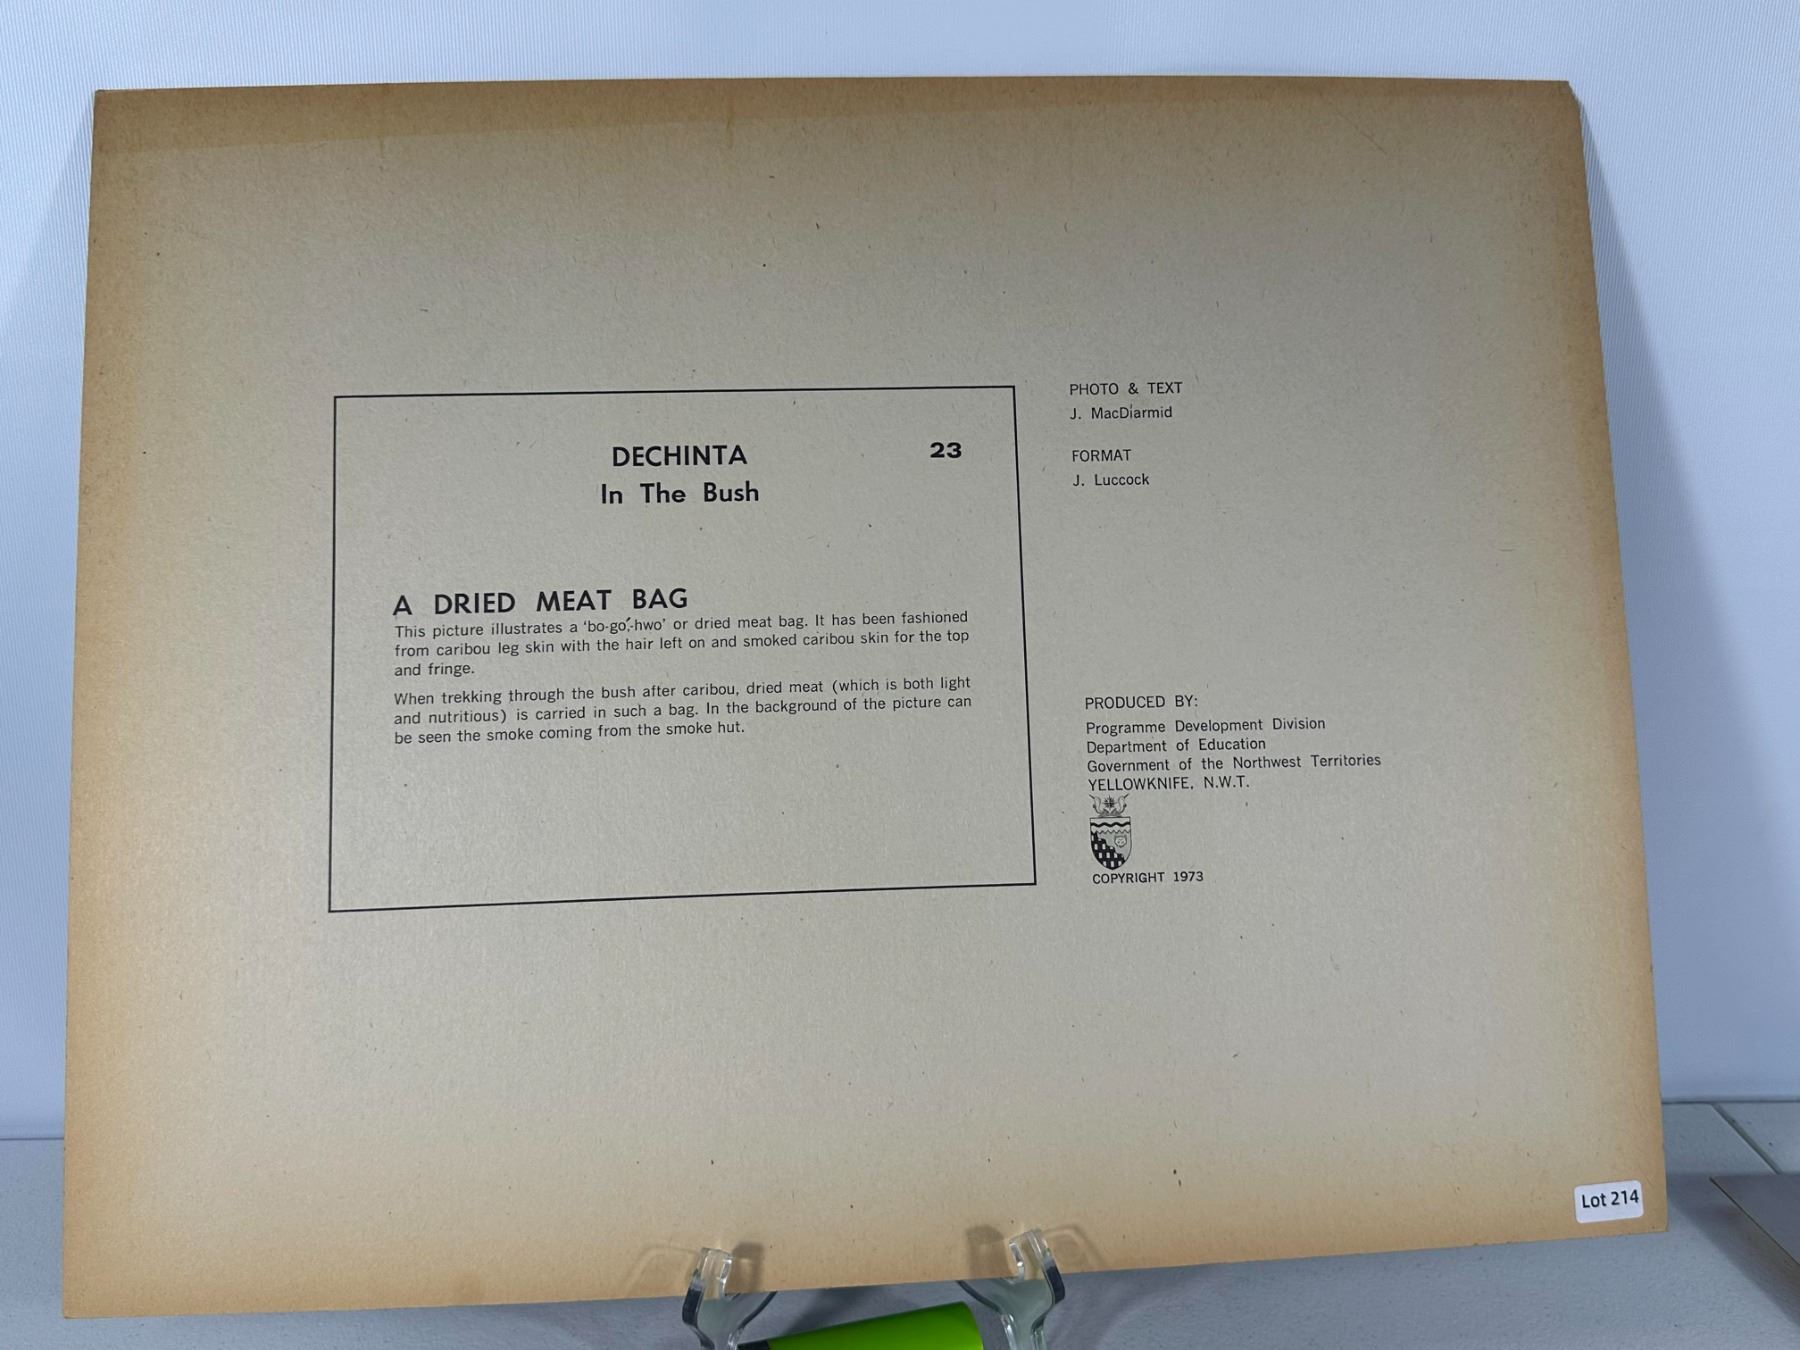 DECHINTA
23
In The Bush
A DRIED MEAT BAG
This picture illustrates a ‘bo-go´-hwo’ or dried meat bag. It has been fashioned
from caribou leg skin with the hair left on and smoked caribou skin for the top
and fringe.
When trekking through the bush after caribou, dried meat (which is both light
and nutritious) is carried in such a bag. In the background of the picture can
be seen the smoke coming from the smoke hut.
PHOTO & TEXT
J. MacDiarmid
FORMAT
J. Luccock
PRODUCED BY:
Programme Development Division
Department of Education
Government of the Northwest Territories
YELLOWKNIFE, N.W.T.
COPYRIGHT 1973
Lot 214